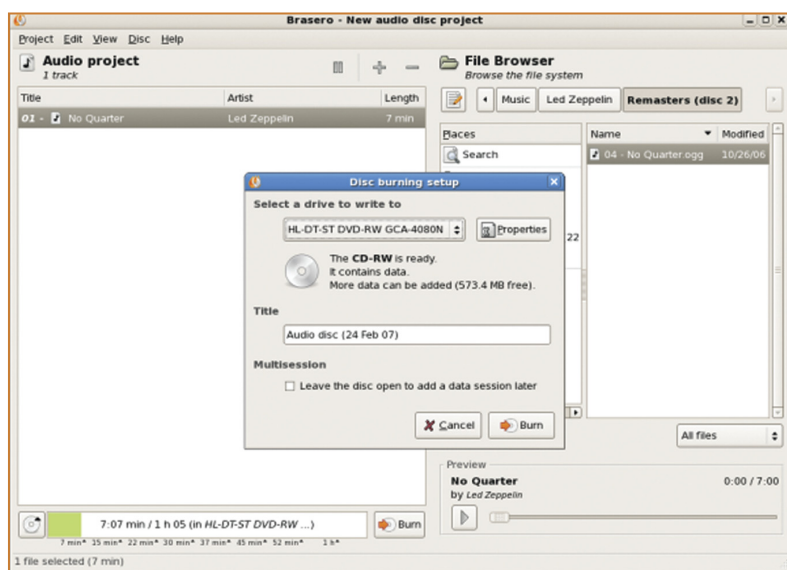 Brasero - New audio disc project
Project Edit View Disc Help
Audio project
1 track
Title Artist Length
01 - No Quarter Led Zeppelin 7 min
File Browser
Browse the file system
Music Led Zeppelin Remasters (disc 2)
Places
Search
22
Name Modified
04 - No Quarter.ogg 10/26/06
Disc burning setup
Select a drive to write to
HL-DT-ST DVD-RW GCA-4080N Properties
The CD-RW is ready.
It contains data.
More data can be added (573.4 MB free).
Title
Audio disc (24 Feb 07)
Multisession
Leave the disc open to add a data session later
Cancel Burn
All files
Preview
No Quarter 0:00 / 7:00
by Led Zeppelin
7:07 min / 1 h 05 (in HL-DT-ST DVD-RW ...) Burn
7 min 15 min 22 min 30 min 37 min 45 min 52 min 1 h
1 file selected (7 min)